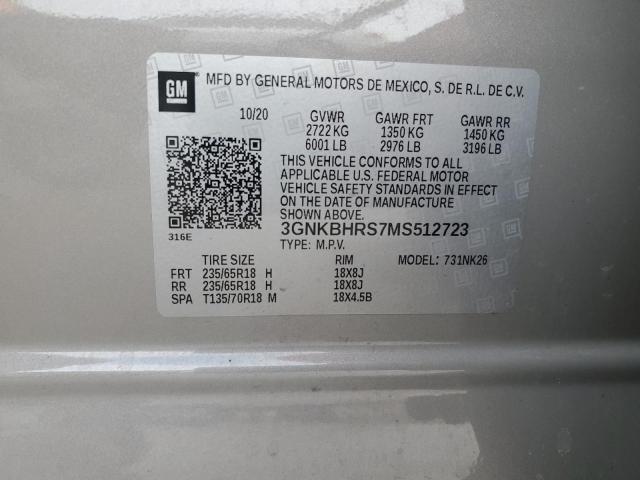 GM
MFD BY GENERAL MOTORS DE MEXICO, S. DE R.L. DE C.V.
10/20 GVWR GAWR FRT GAWR RR
2722 KG 1350 KG 1450 KG
6001 LB 2976 LB 3196 LB
THIS VEHICLE CONFORMS TO ALL
APPLICABLE U.S. FEDERAL MOTOR
VEHICLE SAFETY STANDARDS IN EFFECT
ON THE DATE OF MANUFACTURE
SHOWN ABOVE.
316E
3GNKBHRS7MS512723
TYPE: M.P.V.
TIRE SIZE RIM MODEL: 731NK26
FRT 235/65R18 H 18X8J
RR 235/65R18 H 18X8J
SPA T135/70R18 M 18X4.5B